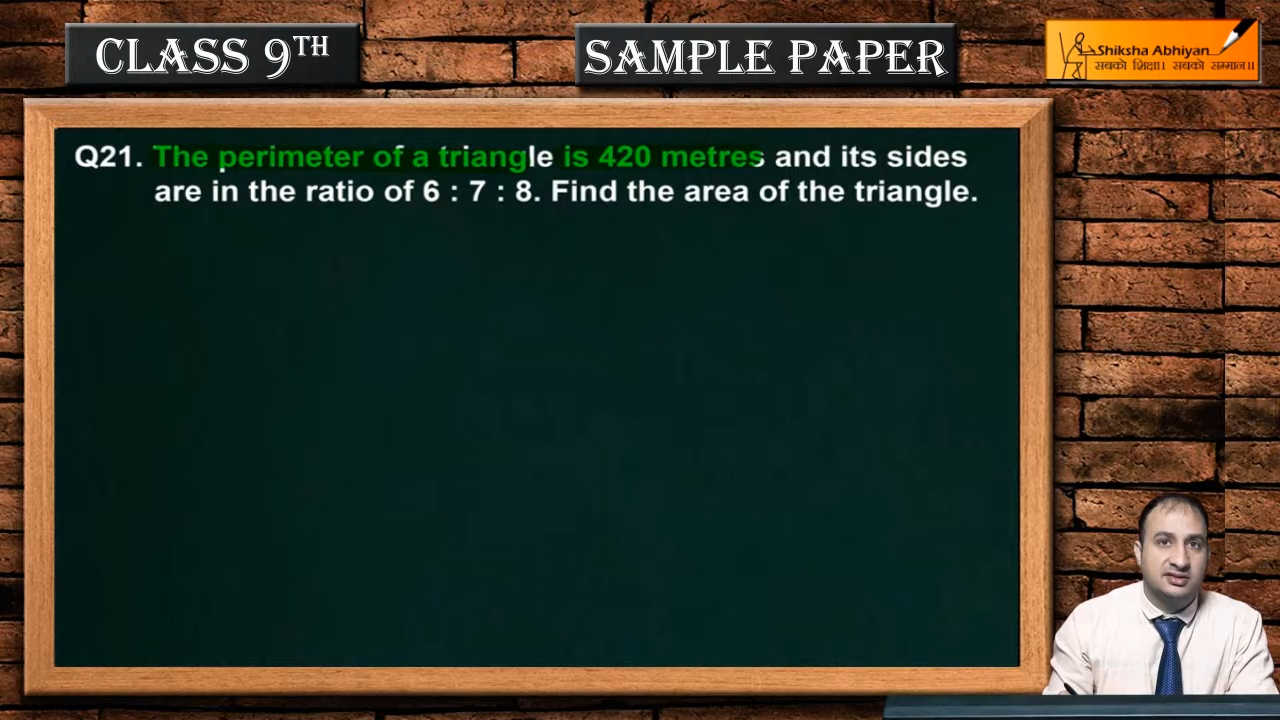 CLASS 9TH
SAMPLE PAPER
Shiksha Abhiyan
सबको शिक्षा। सबको सम्मान॥
Q21. The perimeter of a triangle is 420 metres and its sides
are in the ratio of 6 : 7 : 8. Find the area of the triangle.